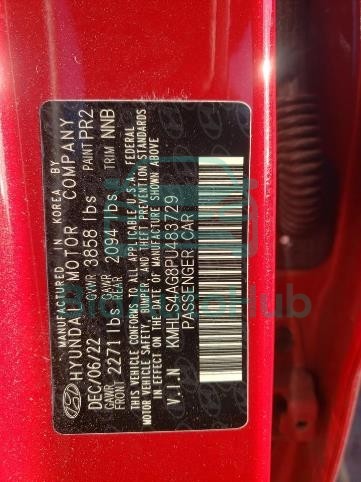 MANUFACTURED IN KOREA BY
HYUNDAI MOTOR COMPANY
DEC/06/22 GVWR 3858 lbs PAINT PR2
GAWR FRONT 2271 lbs GAWR REAR 2094 lbs TRIM NNB
THIS VEHICLE CONFORMS TO ALL APPLICABLE U.S.A. FEDERAL
MOTOR VEHICLE SAFETY, BUMPER, AND THEFT PREVENTION STANDARDS
IN EFFECT ON THE DATE OF MANUFACTURE SHOWN ABOVE
V.I.N KMHLS4AG8PU483729
PASSENGER CAR